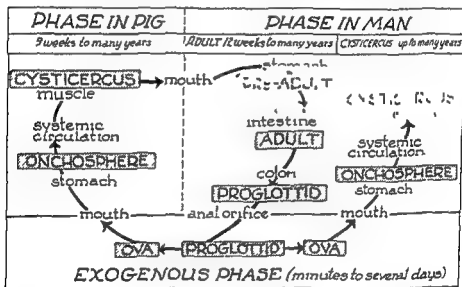 PHASE IN PIG
PHASE IN MAN
9 weeks to many years
ADULT 12 weeks to many years
CYSTICERCUS up to many years
stomach
CYSTICERCUS
mouth
muscle
intestine
systemic
circulation
ADULT
systemic
circulation
ONCHOSPHERE
colon
ONCHOSPHERE
stomach
PROGLOTTID
stomach
mouth
anal orifice
mouth
OVA
PROGLOTTID
OVA
EXOGENOUS PHASE (minutes to several days)